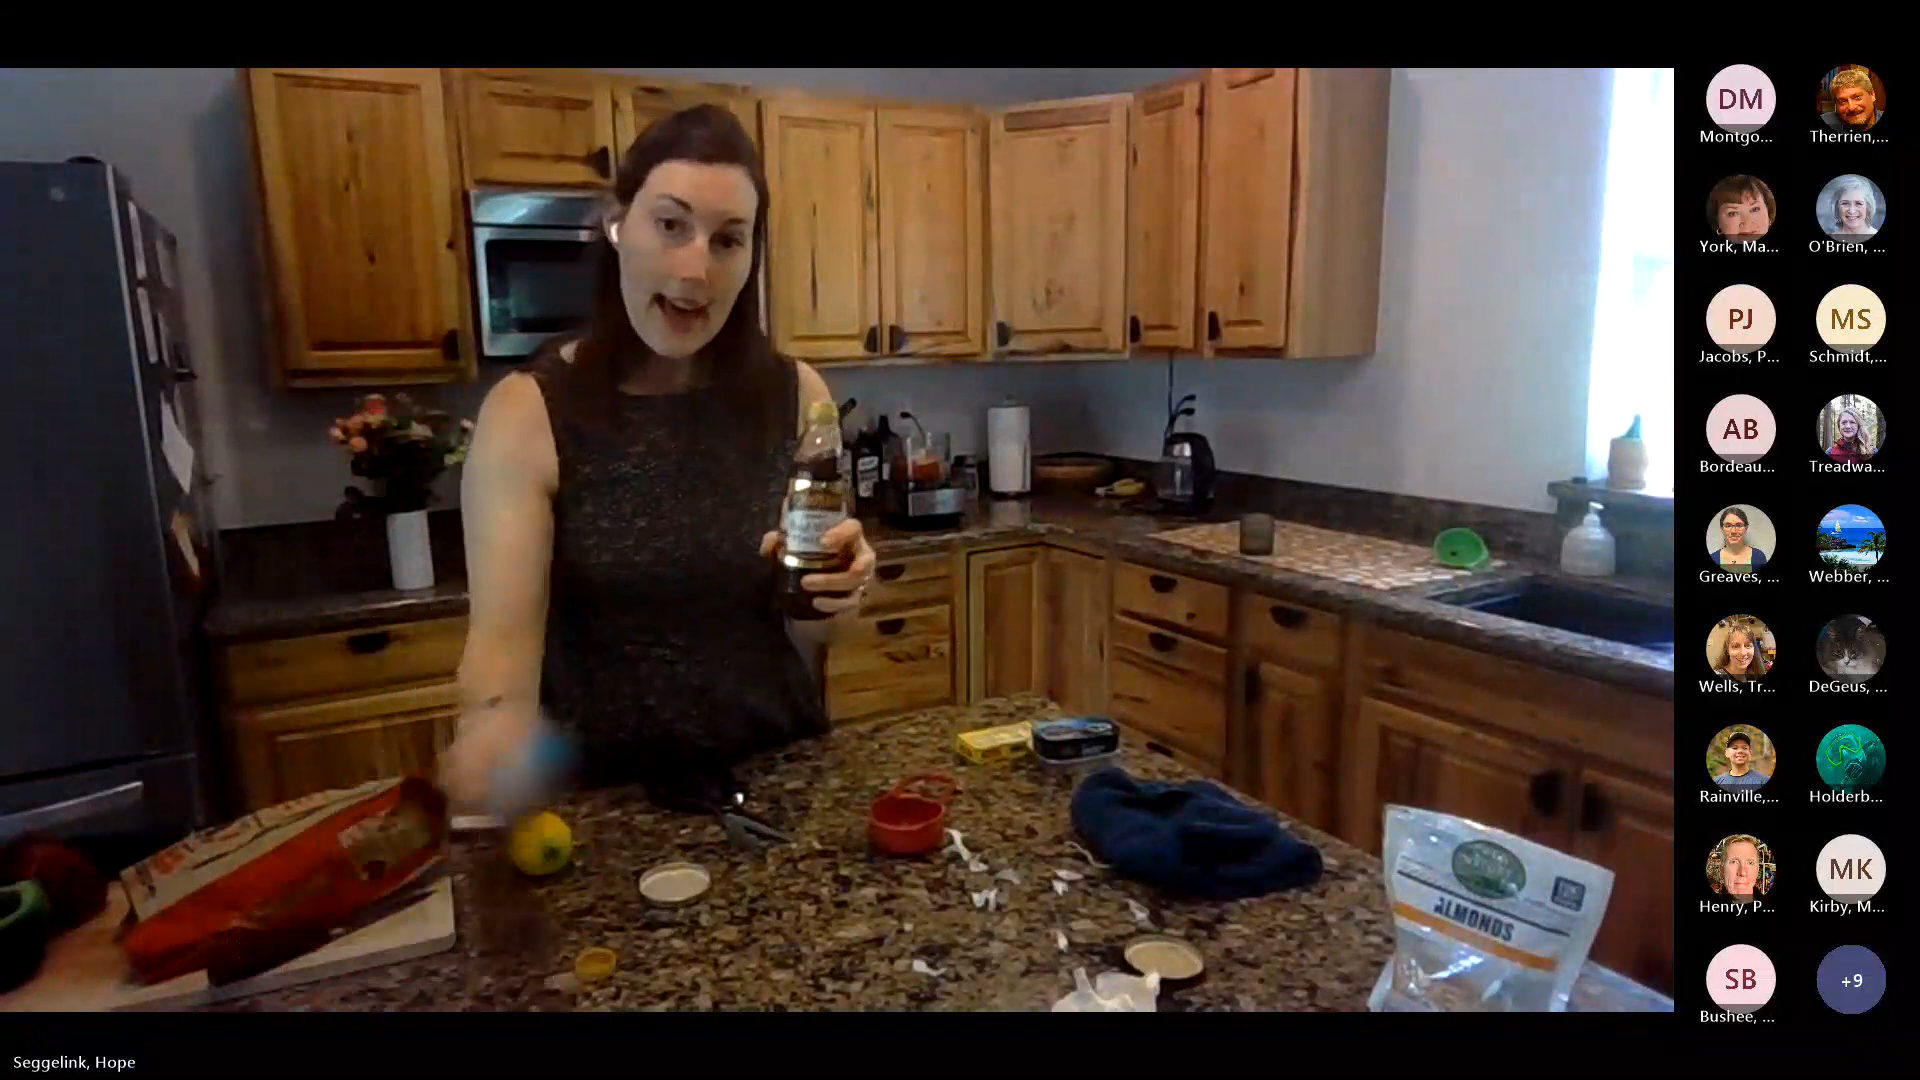 DM
Montgo...
Therrien,...
York, Ma...
O'Brien, ...
PJ
Jacobs, P...
MS
Schmidt,...
AB
Bordeau...
Treadwa...
Greaves, ...
Webber, ...
Wells, Tr...
DeGeus, ...
Rainville,...
Holderb...
Henry, P...
MK
Kirby, M...
SB
Bushee, ...
+9
ALMONDS
Seggelink, Hope